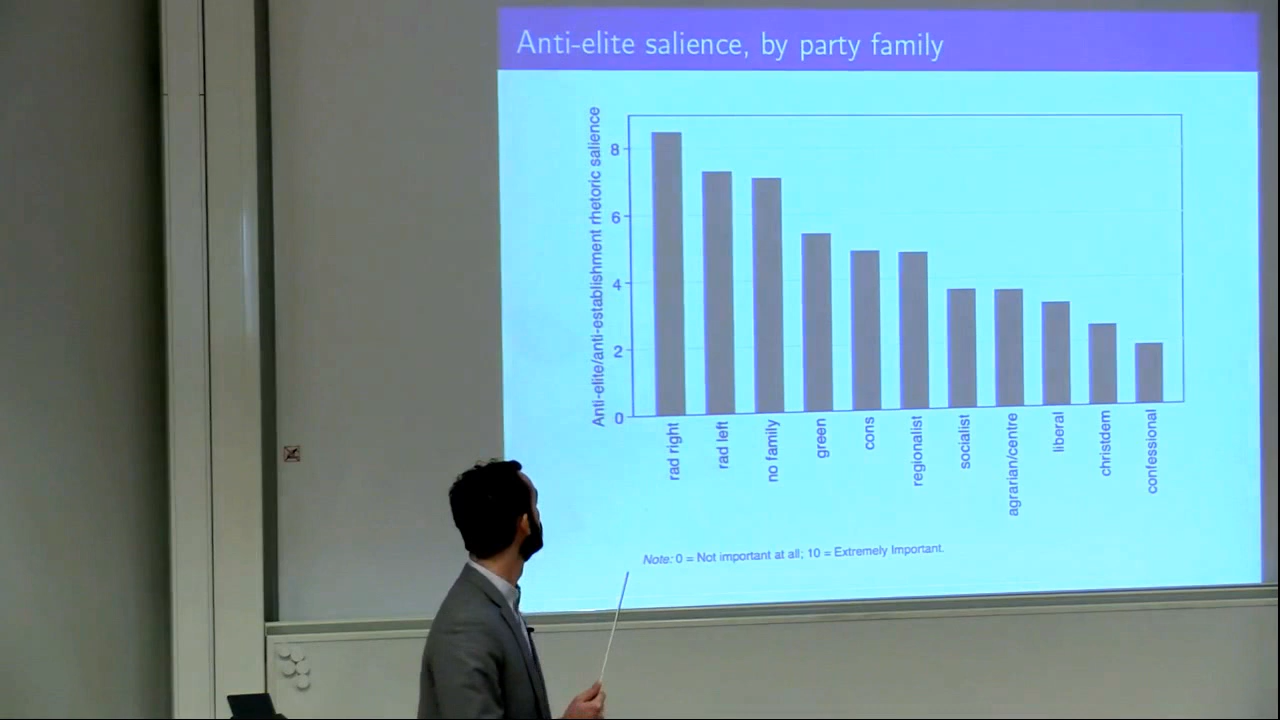 Anti-elite salience, by party family
Anti-elite/anti-establishment rhetoric salience
8
6
4
2
0
rad right
rad left
no family
green
cons
regionalist
socialist
agrarian/centre
liberal
christdem
confessional
Note: 0 = Not important at all; 10 = Extremely Important.